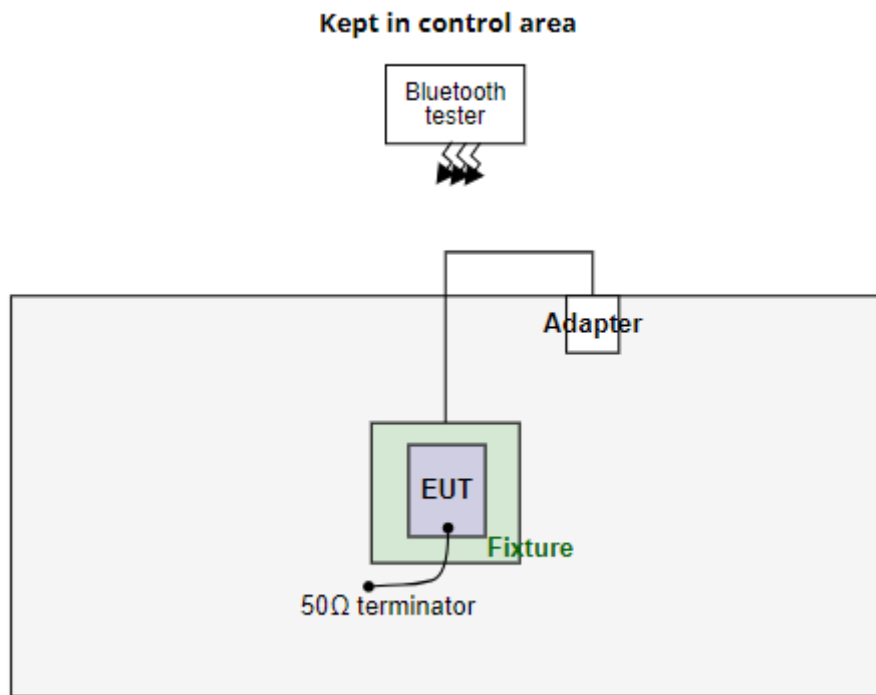 Kept in control area
Bluetooth
tester
Adapter
EUT
Fixture
50Ω terminator